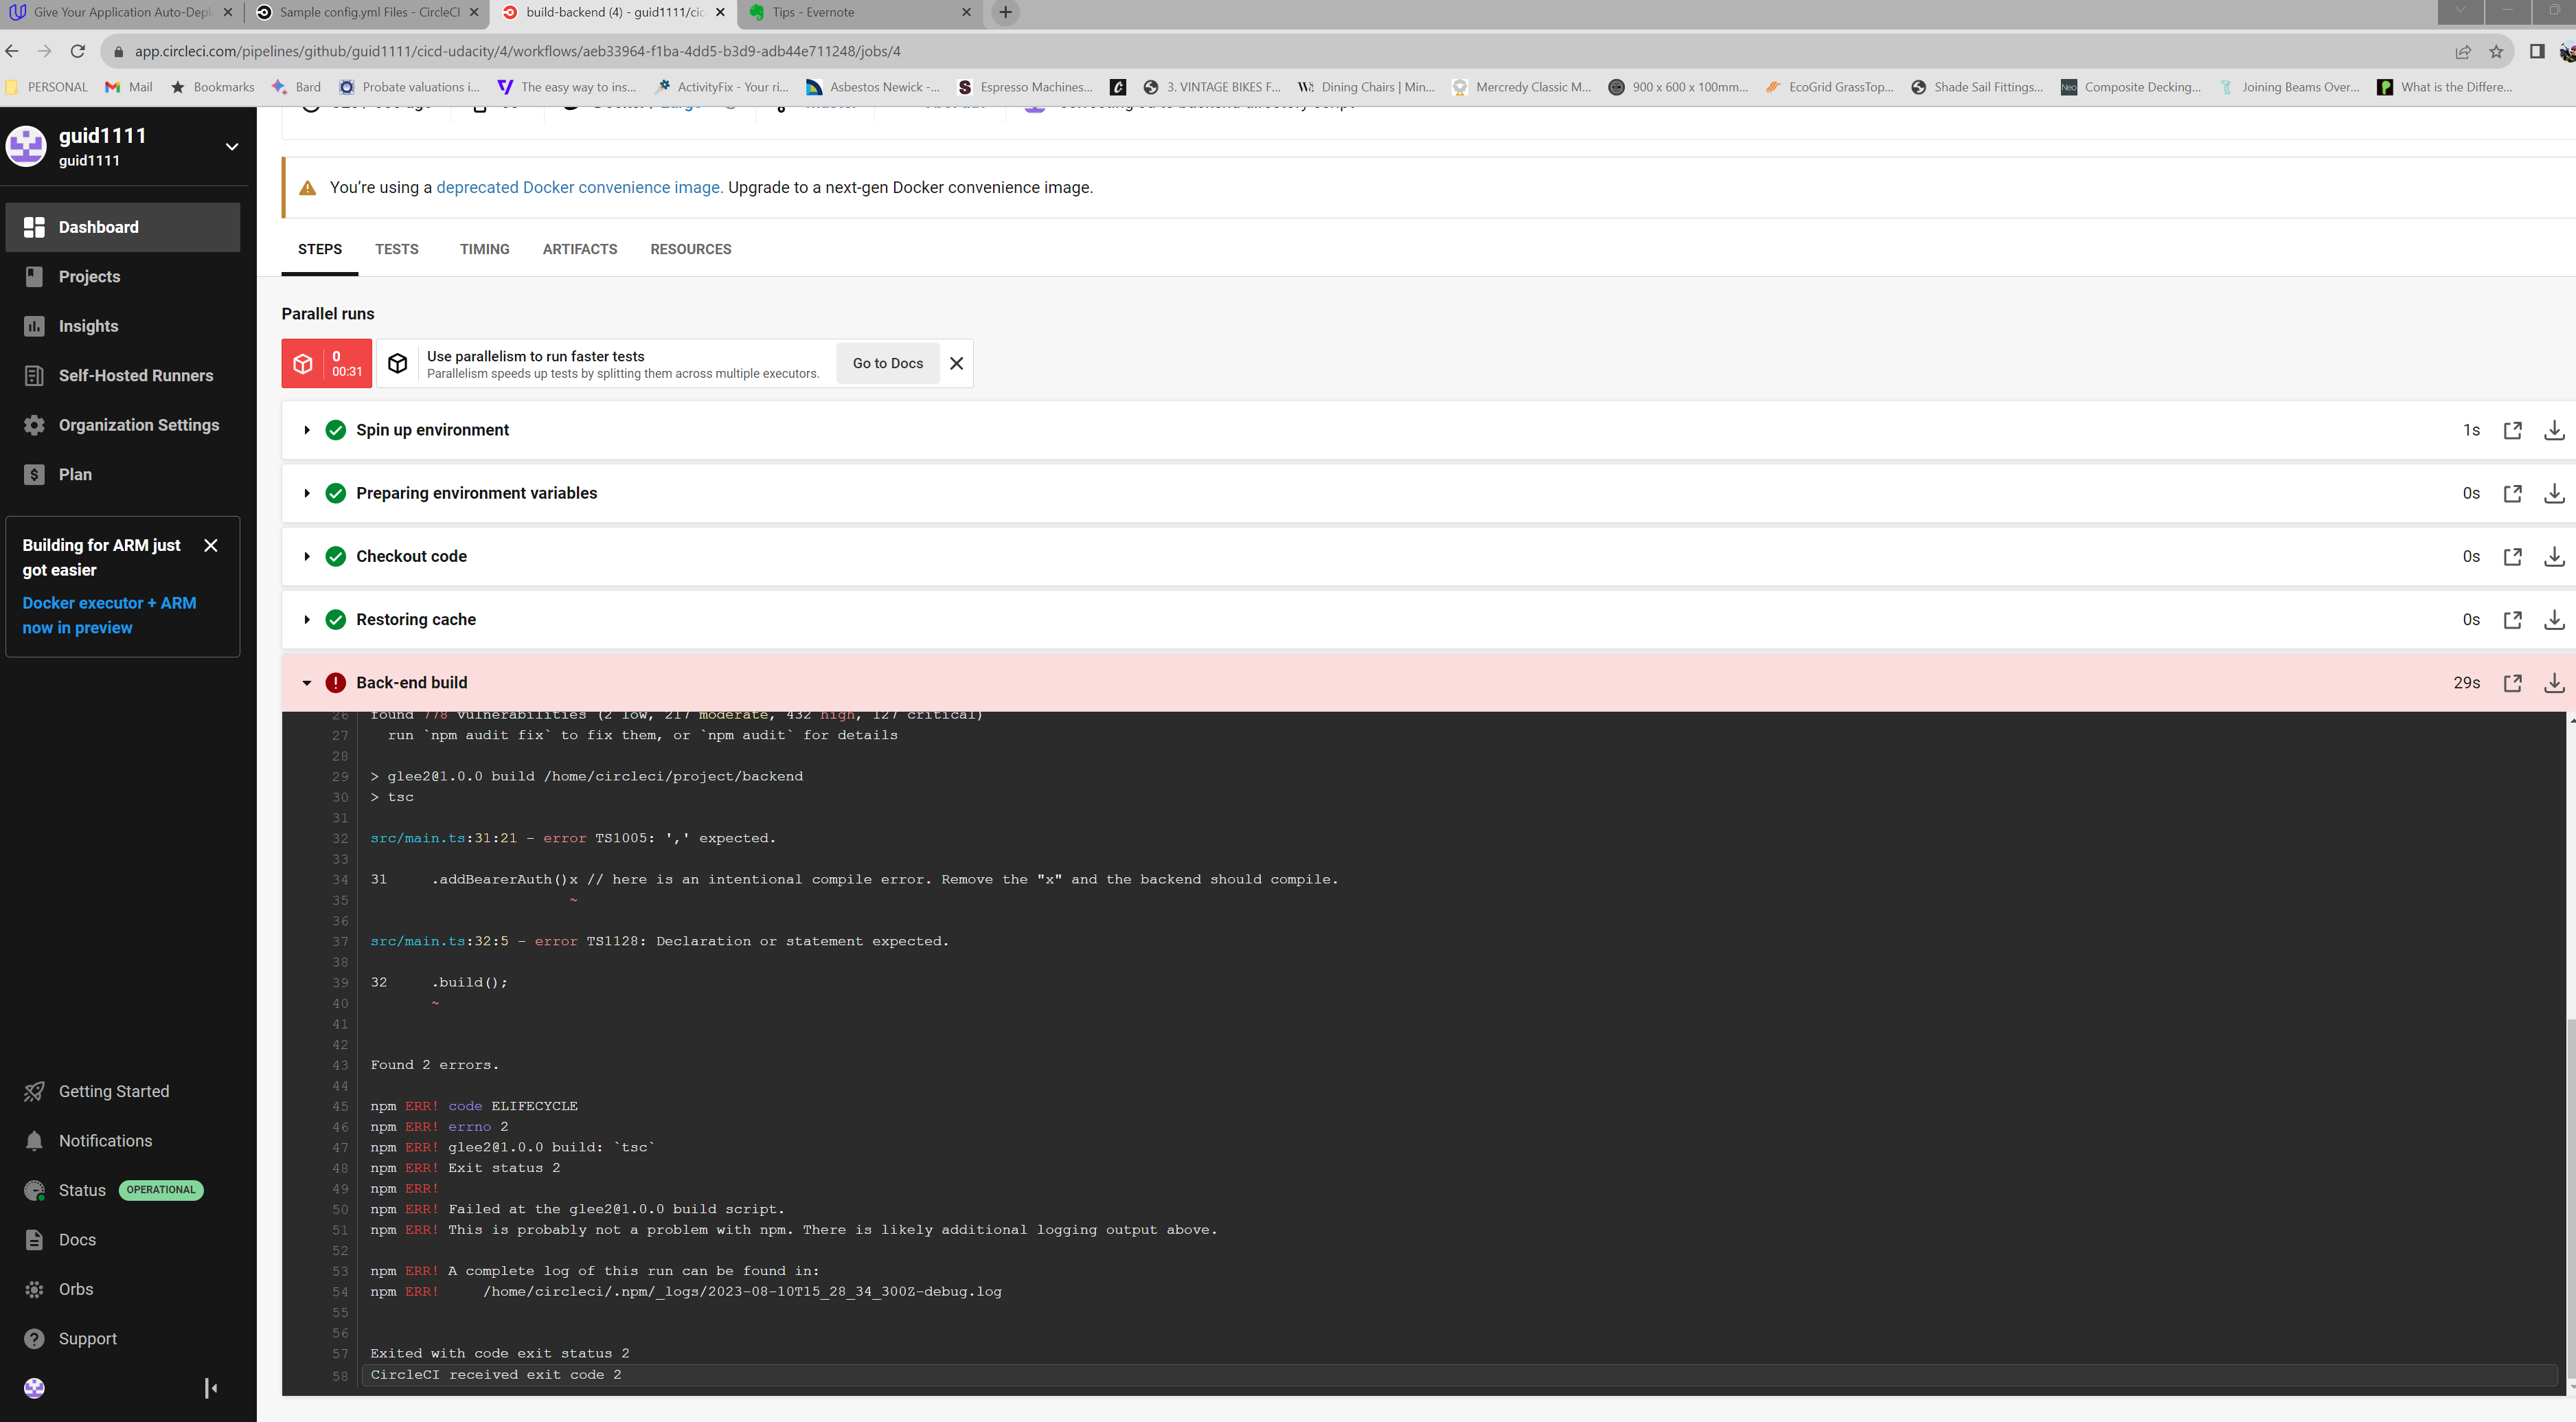 Give Your Application Auto-Depl
Sample config.yml Files - CircleCI
build-backend (4) - guid1111/cic
Tips - Evernote
app.circleci.com/pipelines/github/guid1111/cicd-udacity/4/workflows/aeb33964-f1ba-4dd5-b3d9-adb44e711248/jobs/4
PERSONAL
Mail
Bookmarks
Bard
Probate valuations i...
The easy way to ins...
ActivityFix - Your ri...
Asbestos Newick -...
Espresso Machines...
3. VINTAGE BIKES F...
Dining Chairs | Min...
Mercredy Classic M...
900 x 600 x 100mm...
EcoGrid GrassTop...
Shade Sail Fittings...
Composite Decking...
Joining Beams Over...
What is the Differe...
guid1111
guid1111
Dashboard
Projects
Insights
Self-Hosted Runners
Organization Settings
Plan
Building for ARM just
got easier
Docker executor + ARM
now in preview
Getting Started
Notifications
Status OPERATIONAL
Docs
Orbs
Support
You're using a deprecated Docker convenience image. Upgrade to a next-gen Docker convenience image.
STEPS
TESTS
TIMING
ARTIFACTS
RESOURCES
Parallel runs
0
00:31
Use parallelism to run faster tests
Parallelism speeds up tests by splitting them across multiple executors.
Go to Docs
Spin up environment 1s
Preparing environment variables 0s
Checkout code 0s
Restoring cache 0s
Back-end build 29s
26 found 778 vulnerabilities (2 low, 217 moderate, 432 high, 127 critical)
27 run `npm audit fix` to fix them, or `npm audit` for details
28
29 > glee2@1.0.0 build /home/circleci/project/backend
30 > tsc
31
32 src/main.ts:31:21 - error TS1005: ',' expected.
33
34 31 .addBearerAuth()x // here is an intentional compile error. Remove the "x" and the backend should compile.
35 ~
36
37 src/main.ts:32:5 - error TS1128: Declaration or statement expected.
38
39 32 .build();
40 ~
41
42
43 Found 2 errors.
44
45 npm ERR! code ELIFECYCLE
46 npm ERR! errno 2
47 npm ERR! glee2@1.0.0 build: `tsc`
48 npm ERR! Exit status 2
49 npm ERR!
50 npm ERR! Failed at the glee2@1.0.0 build script.
51 npm ERR! This is probably not a problem with npm. There is likely additional logging output above.
52
53 npm ERR! A complete log of this run can be found in:
54 npm ERR! /home/circleci/.npm/_logs/2023-08-10T15_28_34_300Z-debug.log
55
56
57 Exited with code exit status 2
58 CircleCI received exit code 2